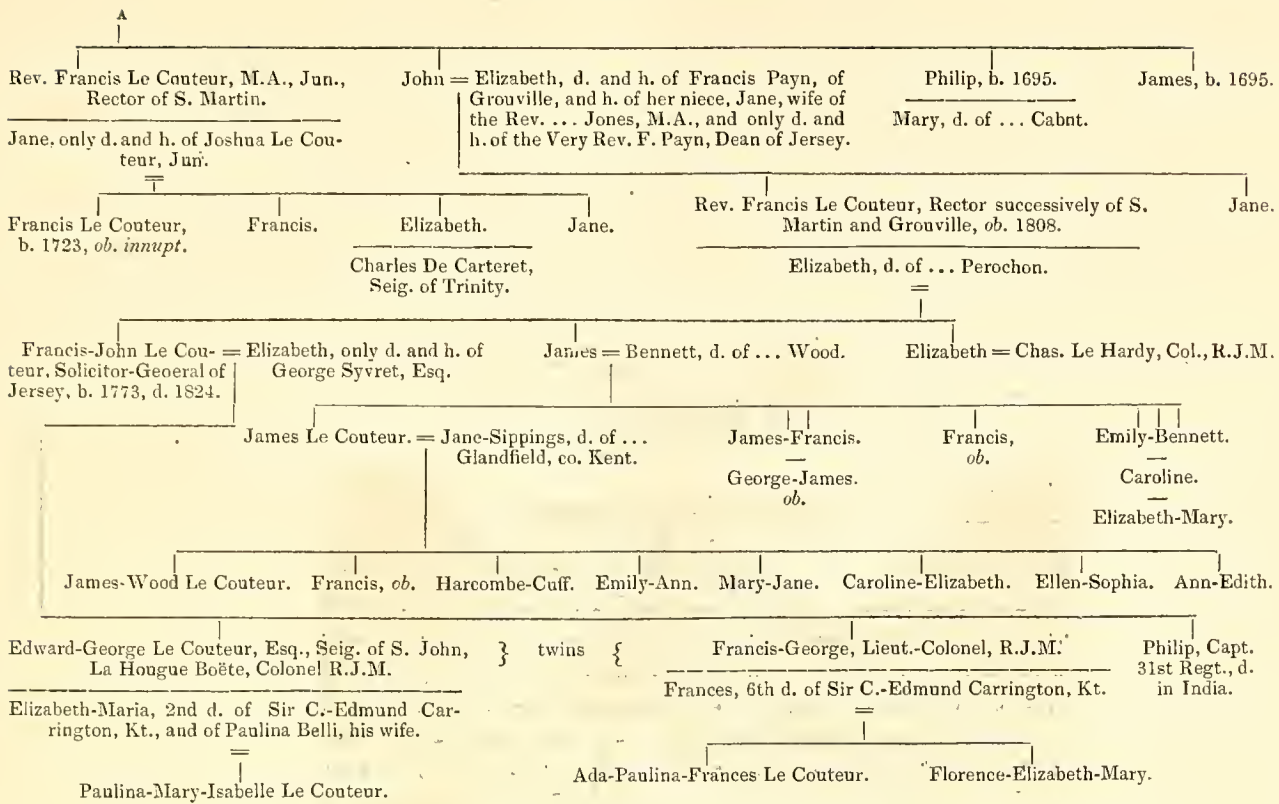 A
Rev. Francis Le Couteur, M.A., Jun.,
Rector of S. Martin.
Jane, only d. and h. of Joshua Le Cou-
teur, Jun.
John = Elizabeth, d. and h. of Francis Payn, of
Grouville, and h. of her niece, Jane, wife of
the Rev. ... Jones, M.A., and only d. and
h. of the Very Rev. F. Payn, Dean of Jersey.
Philip, b. 1695.
Mary, d. of ... Cabnt.
James, b. 1695.
=
Francis Le Couteur,
b. 1723, ob. innupt.
Francis.
Elizabeth.
Charles De Carteret,
Seig. of Trinity.
Jane.
Rev. Francis Le Couteur, Rector successively of S.
Martin and Grouville, ob. 1808.
Elizabeth, d. of ... Perochon.
=
Jane.
Francis-John Le Cou- = Elizabeth, only d. and h. of
teur, Solicitor-General of George Syvret, Esq.
Jersey, b. 1773, d. 1824.
James = Bennett, d. of ... Wood.
Elizabeth = Chas. Le Hardy, Col., R.J.M.
James Le Couteur. = Jane-Sippings, d. of ...
Glandfield, co. Kent.
James-Francis.
—
George-James.
ob.
Francis,
ob.
Emily-Bennett.
—
Caroline.
—
Elizabeth-Mary.
James-Wood Le Couteur. Francis, ob. Harcombe-Cuff. Emily-Ann. Mary-Jane. Caroline-Elizabeth. Ellen-Sophia. Ann-Edith.
Edward-George Le Couteur, Esq., Seig. of S. John,
La Hougue Boëte, Colonel R.J.M.
} twins {
Elizabeth-Maria, 2nd d. of Sir C.-Edmund Car-
rington, Kt., and of Paulina Belli, his wife.
=
Paulina-Mary-Isabelle Le Couteur.
Francis-George, Lieut.-Colonel, R.J.M.
Frances, 6th d. of Sir C.-Edmund Carrington, Kt.
=
Ada-Paulina-Frances Le Couteur. Florence-Elizabeth-Mary.
Philip, Capt.
31st Regt., d.
in India.